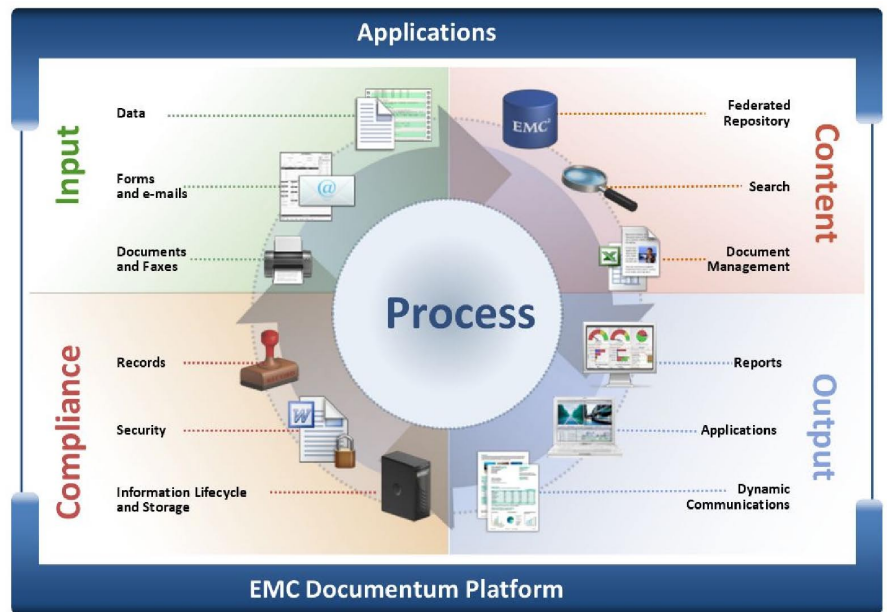 Applications
Input
Data
Forms
and e-mails
Documents
and Faxes
Content
EMC²
Federated
Repository
Search
Document
Management
Process
Compliance
Records
Security
Information Lifecycle
and Storage
Output
Reports
Applications
Dynamic
Communications
W
@
X
EMC Documentum Platform